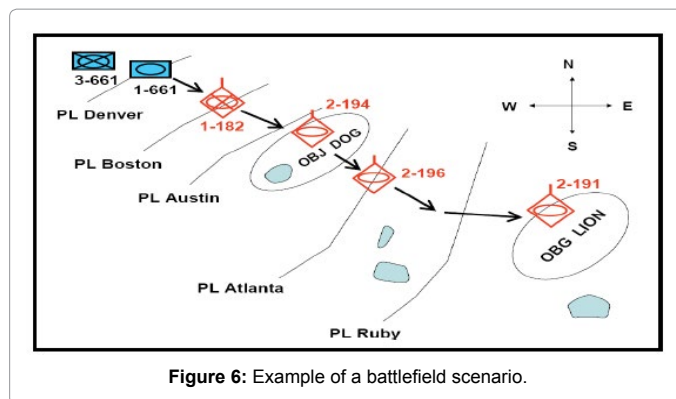 3-661
1-661
PL Denver
1-182
2-194
N
W
E
S
PL Boston
OBJ DOG
PL Austin
2-196
2-191
OBG LION
PL Atlanta
PL Ruby
Figure 6: Example of a battlefield scenario.